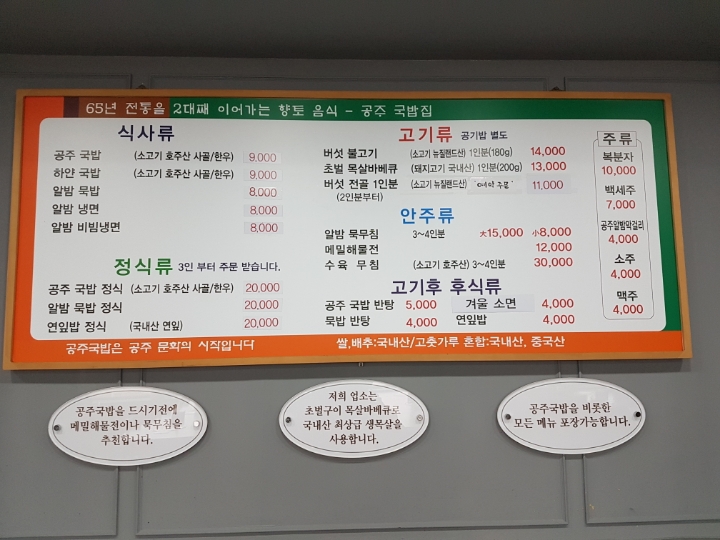 65년 전통을 2대째 이어가는 향토 음식 - 공주 국밥집
식사류
공주 국밥 (소고기 호주산 사골/한우) 9,000
하얀 국밥 (소고기 호주산 사골/한우) 9,000
알밤 묵밥 8,000
알밤 냉면 8,000
알밤 비빔냉면 8,000
정식류 3인 부터 주문 받습니다.
공주 국밥 정식 (소고기 호주산 사골/한우) 20,000
알밤 묵밥 정식 20,000
연잎밥 정식 (국내산 연잎) 20,000
고기류 공기밥 별도
버섯 불고기 (소고기 뉴질랜드산) 1인분(180g) 14,000
초벌 목살바베큐 (돼지고기 국내산) 1인분(200g) 13,000
버섯 전골 1인분 (소고기 뉴질랜드산) 11,000
(2인분부터)
안주류
알밤 묵무침 3~4인분 大15,000 小8,000
메밀해물전 12,000
수육 무침 (소고기 호주산) 3~4인분 30,000
고기후 후식류
공주 국밥 반탕 5,000 겨울 소면 4,000
묵밥 반탕 4,000 연잎밥 4,000
주류
복분자
10,000
백세주
7,000
공주알밤막걸리
4,000
소주
4,000
맥주
4,000
공주국밥은 공주 문화의 시작입니다 쌀,배추:국내산/고춧가루 혼합:국내산, 중국산
공주국밥을 드시기전에
메밀해물전이나 묵무침을
추천합니다.
저희 업소는
초벌구이 목살바베큐로
국내산 최상급 생목살을
사용합니다.
공주국밥을 비롯한
모든 메뉴 포장가능합니다.